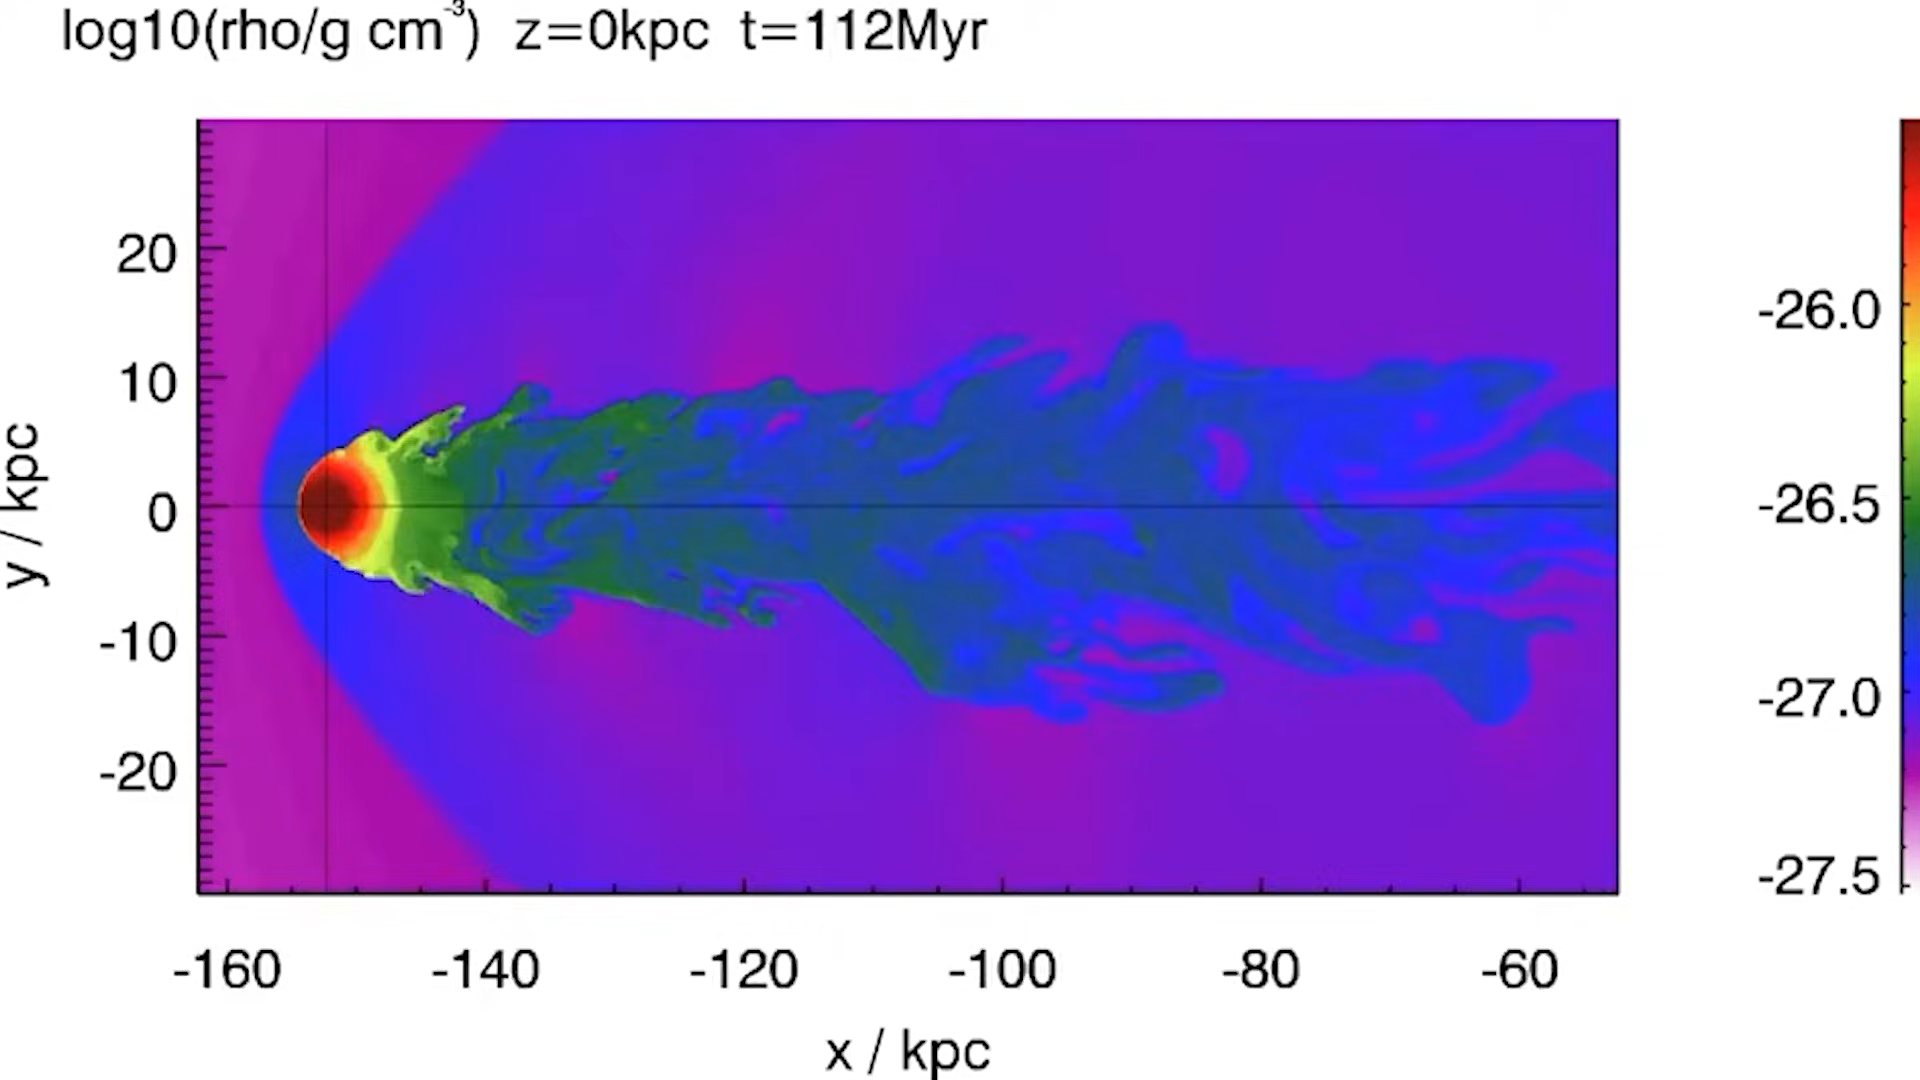 log10(rho/g cm⁻³) z=0kpc t=112Myr
20
10
0
-10
-20
y / kpc
-160 -140 -120 -100 -80 -60
x / kpc
-26.0
-26.5
-27.0
-27.5